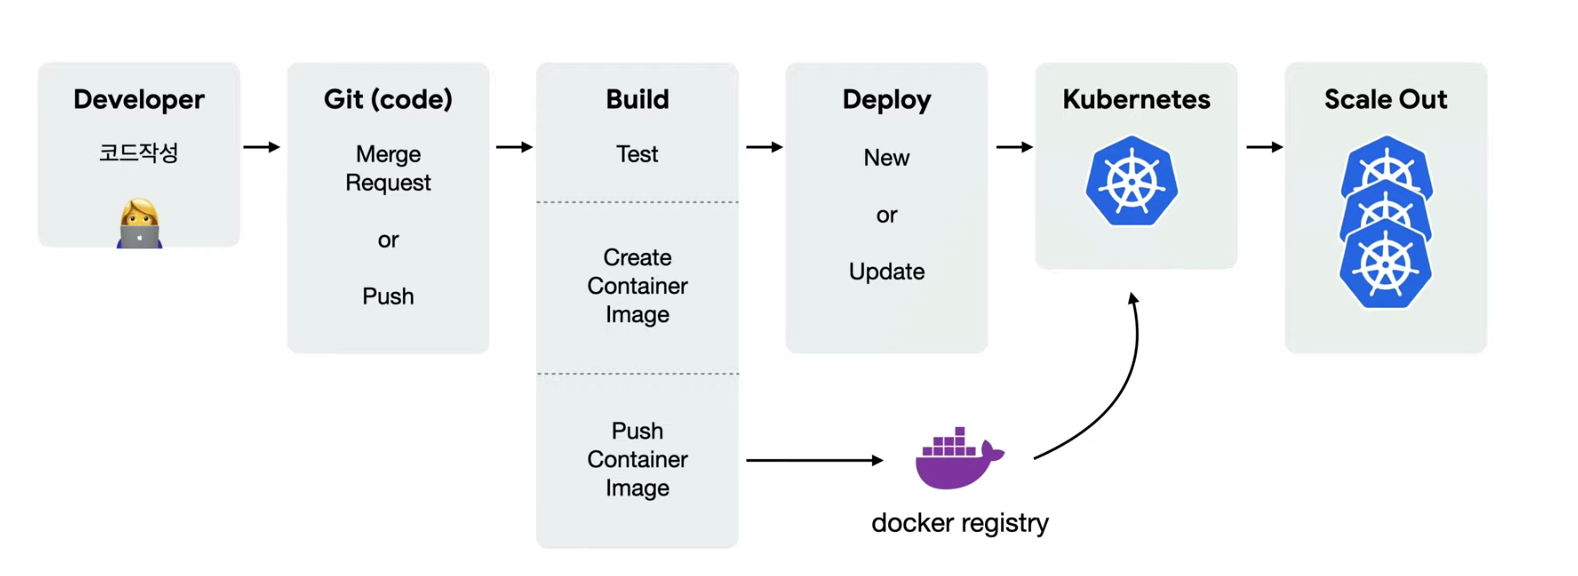 Developer
코드작성
Git (code)
Merge
Request
or
Push
Build
Test
Create
Container
Image
Push
Container
Image
Deploy
New
or
Update
Kubernetes
Scale Out
docker registry